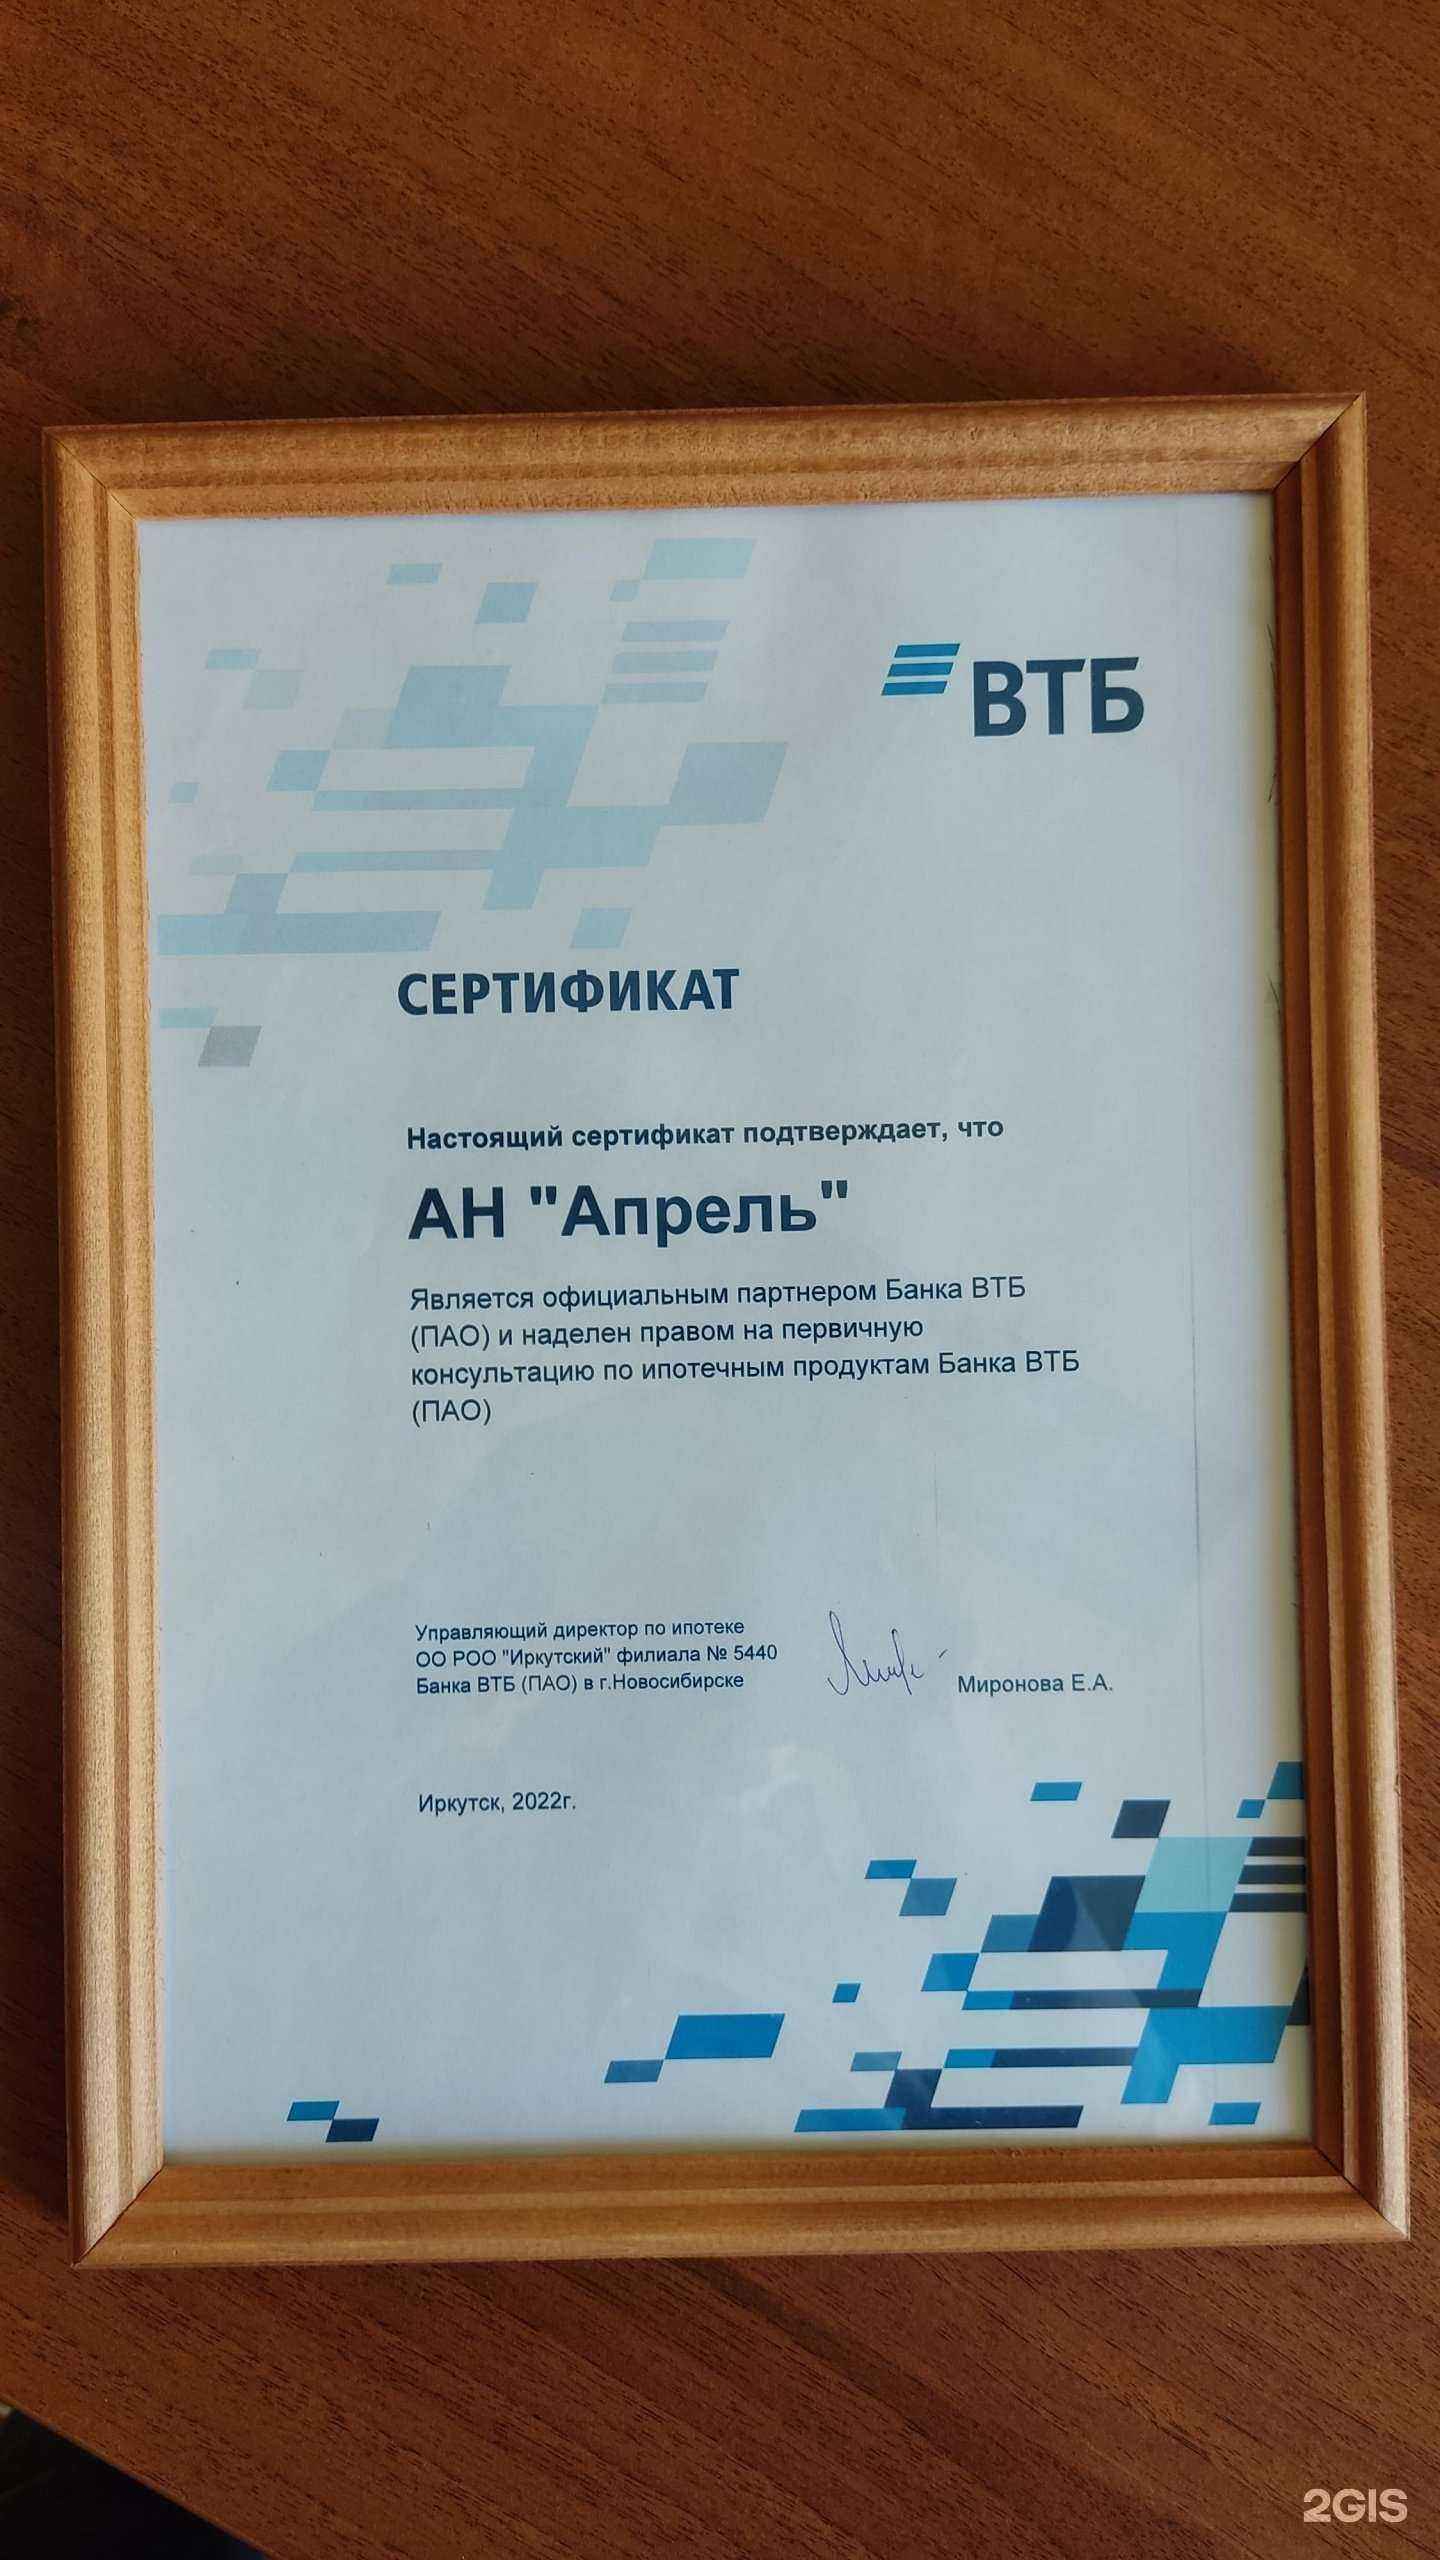 ВТБ
СЕРТИФИКАТ
Настоящий сертификат подтверждает, что
АН "Апрель"
Является официальным партнером Банка ВТБ
(ПАО) и наделен правом на первичную
консультацию по ипотечным продуктам Банка ВТБ
(ПАО)
Управляющий директор по ипотеке
ОО РОО "Иркутский" филиала № 5440
Банка ВТБ (ПАО) в г.Новосибирске
Миронова Е.А.
Иркутск, 2022г.
2GIS